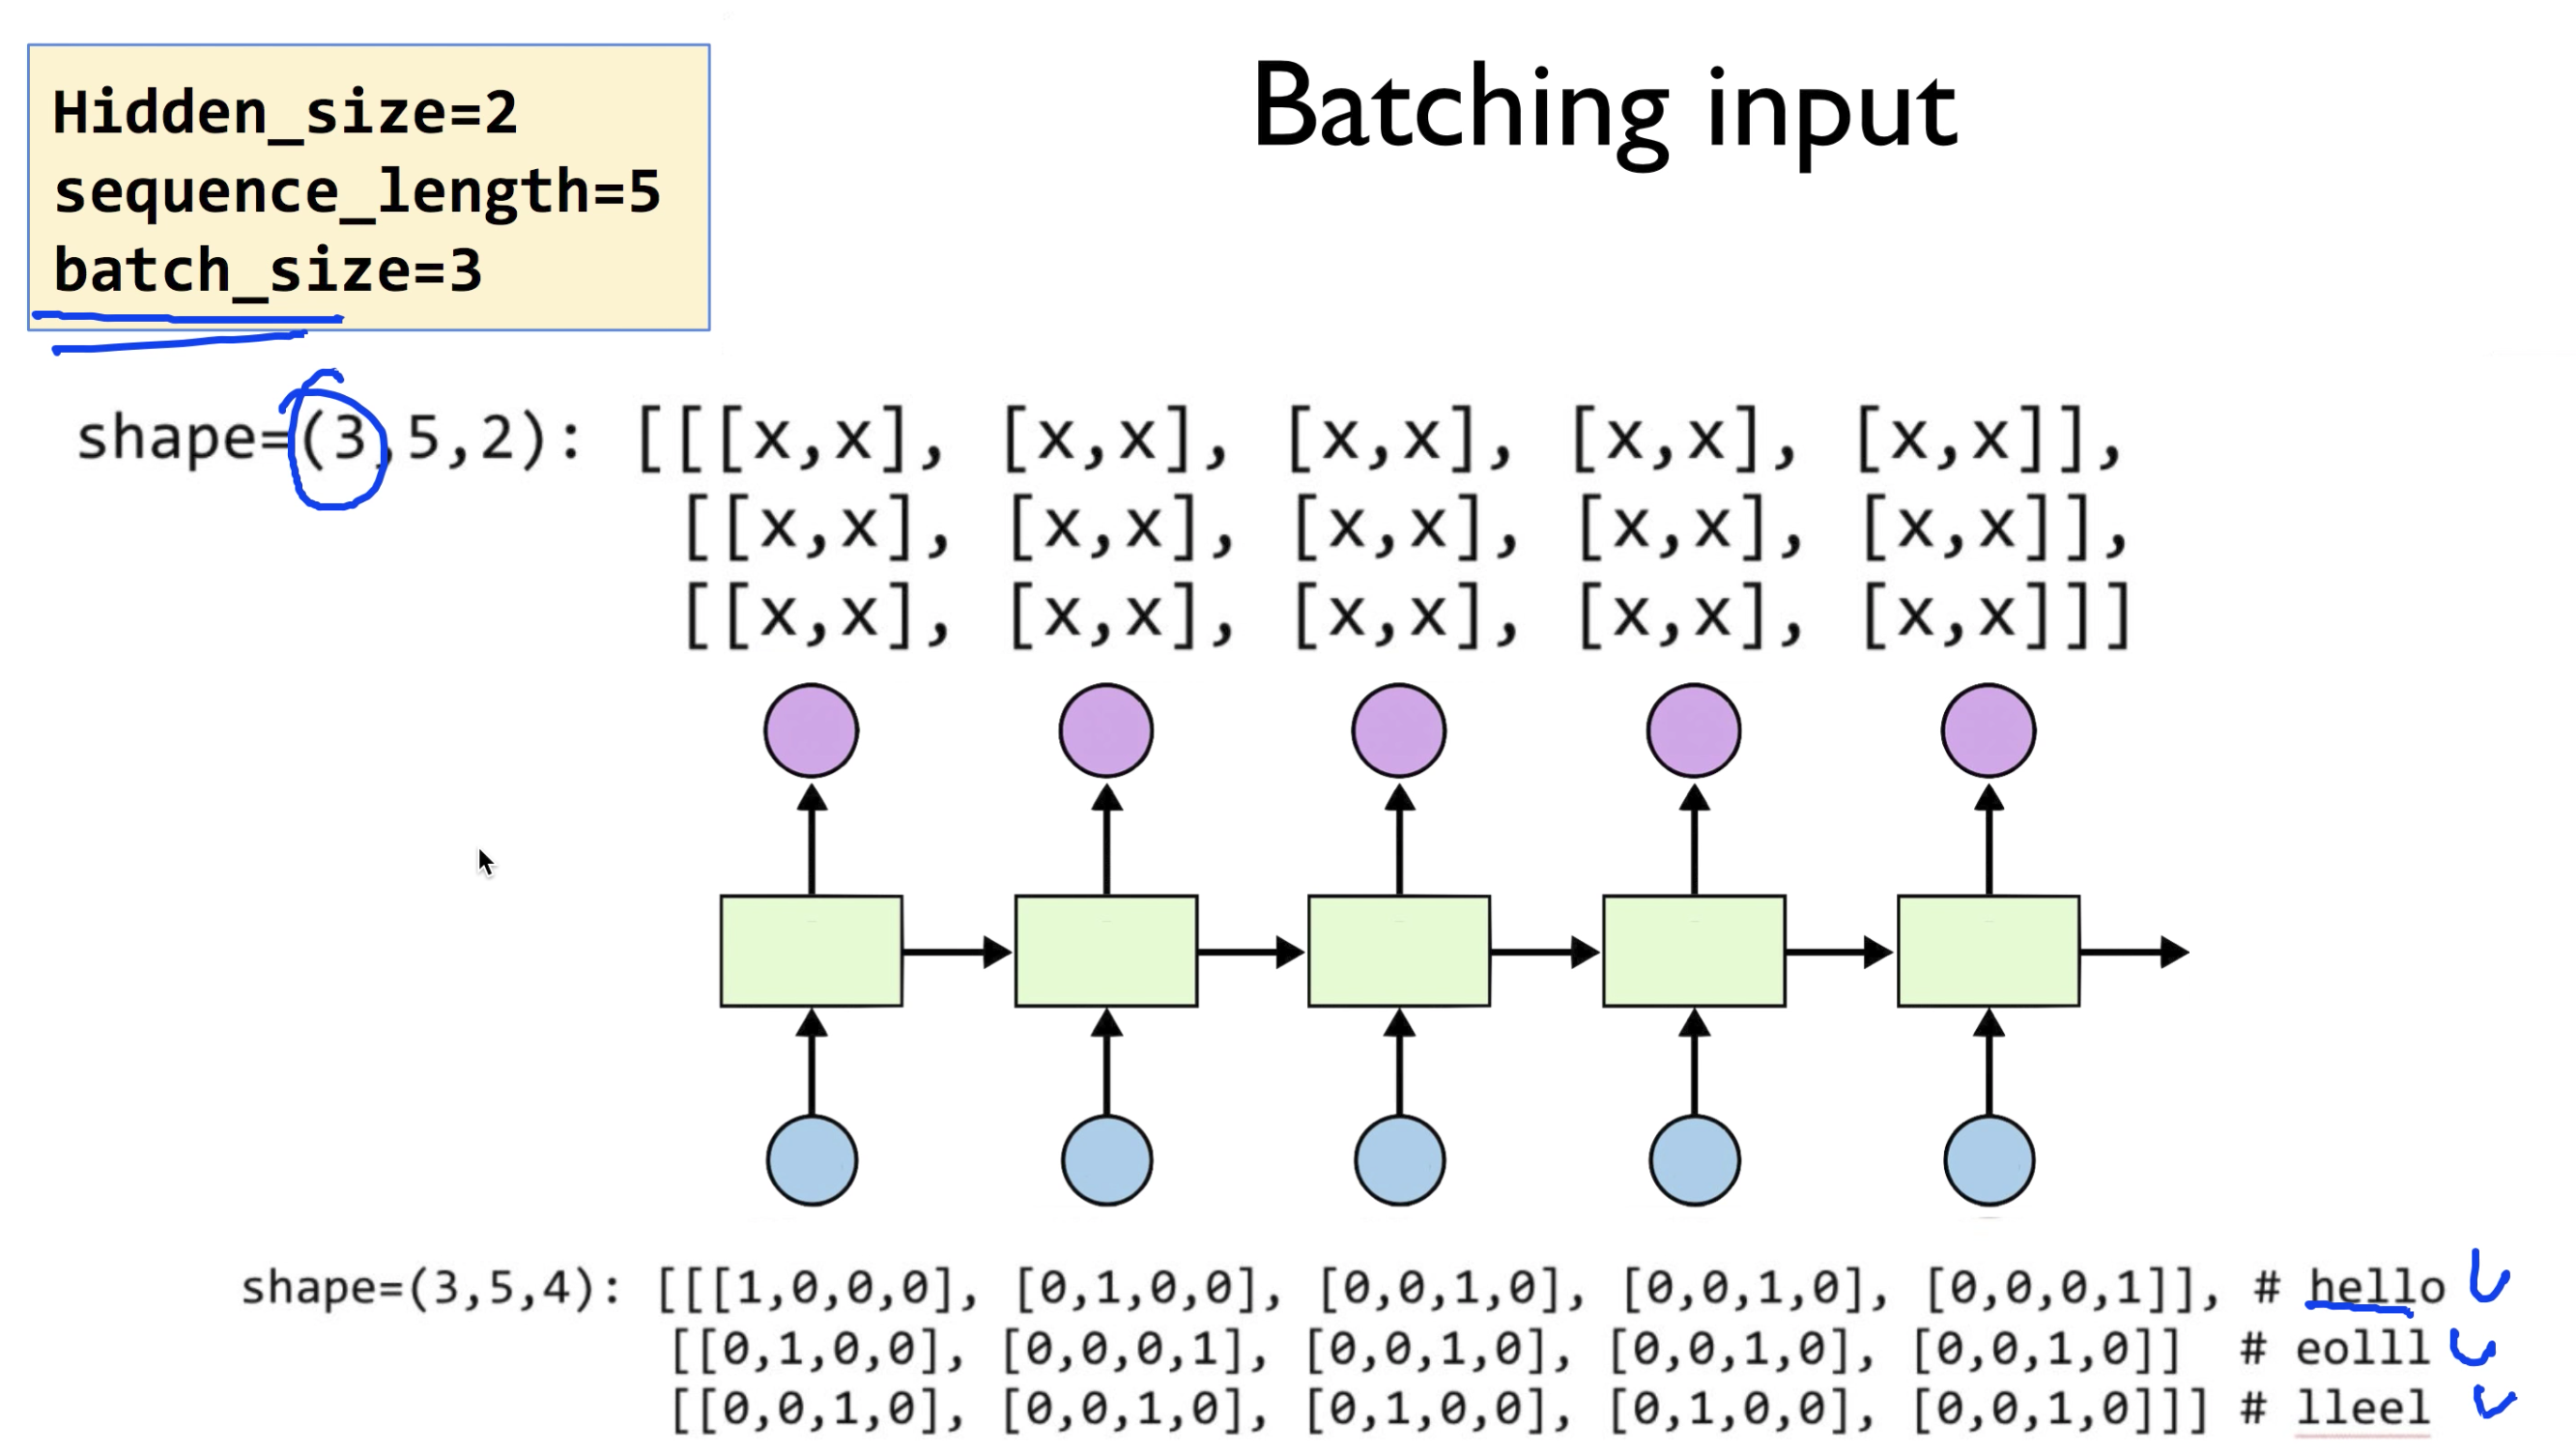 Batching input
Hidden_size=2
sequence_length=5
batch_size=3
shape=(3,5,2): [[[x,x], [x,x], [x,x], [x,x], [x,x]],
[[x,x], [x,x], [x,x], [x,x], [x,x]],
[[x,x], [x,x], [x,x], [x,x], [x,x]]]
shape=(3,5,4): [[[1,0,0,0], [0,1,0,0], [0,0,1,0], [0,0,1,0], [0,0,0,1]], # hello
[[0,1,0,0], [0,0,0,1], [0,0,1,0], [0,0,1,0], [0,0,1,0]] # eolll
[[0,0,1,0], [0,0,1,0], [0,1,0,0], [0,1,0,0], [0,0,1,0]]] # lleel